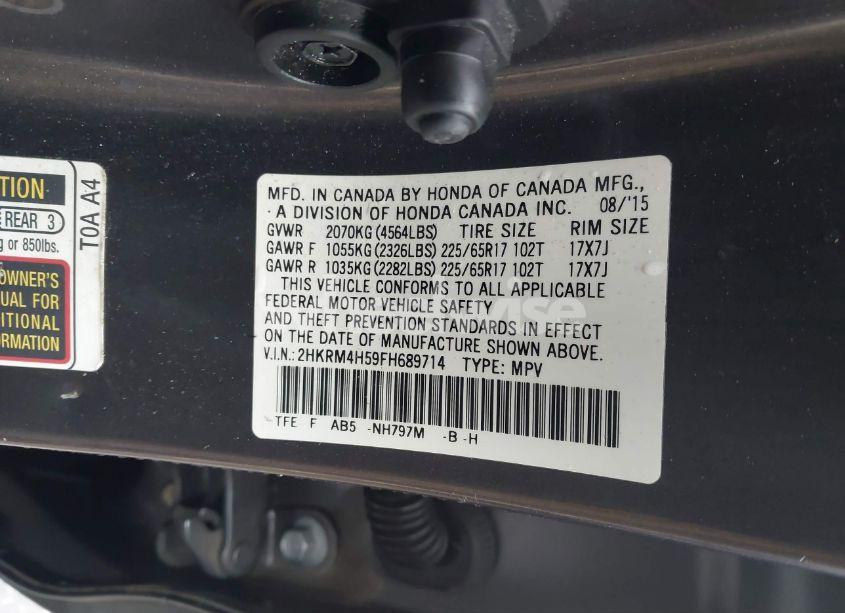 TION
REAR 3
g or 850lbs.
OWNER'S
UAL FOR
ITIONAL
FORMATION
T0A A4
MFD. IN CANADA BY HONDA OF CANADA MFG.,
A DIVISION OF HONDA CANADA INC. 08/'15
GVWR 2070KG(4564LBS) TIRE SIZE RIM SIZE
GAWR F 1055KG(2326LBS) 225/65R17 102T 17X7J
GAWR R 1035KG(2282LBS) 225/65R17 102T 17X7J
THIS VEHICLE CONFORMS TO ALL APPLICABLE
FEDERAL MOTOR VEHICLE SAFETY
AND THEFT PREVENTION STANDARDS IN EFFECT
ON THE DATE OF MANUFACTURE SHOWN ABOVE.
V.I.N.: 2HKRM4H59FH689714 TYPE: MPV
TFE F AB5 -NH797M -B -H